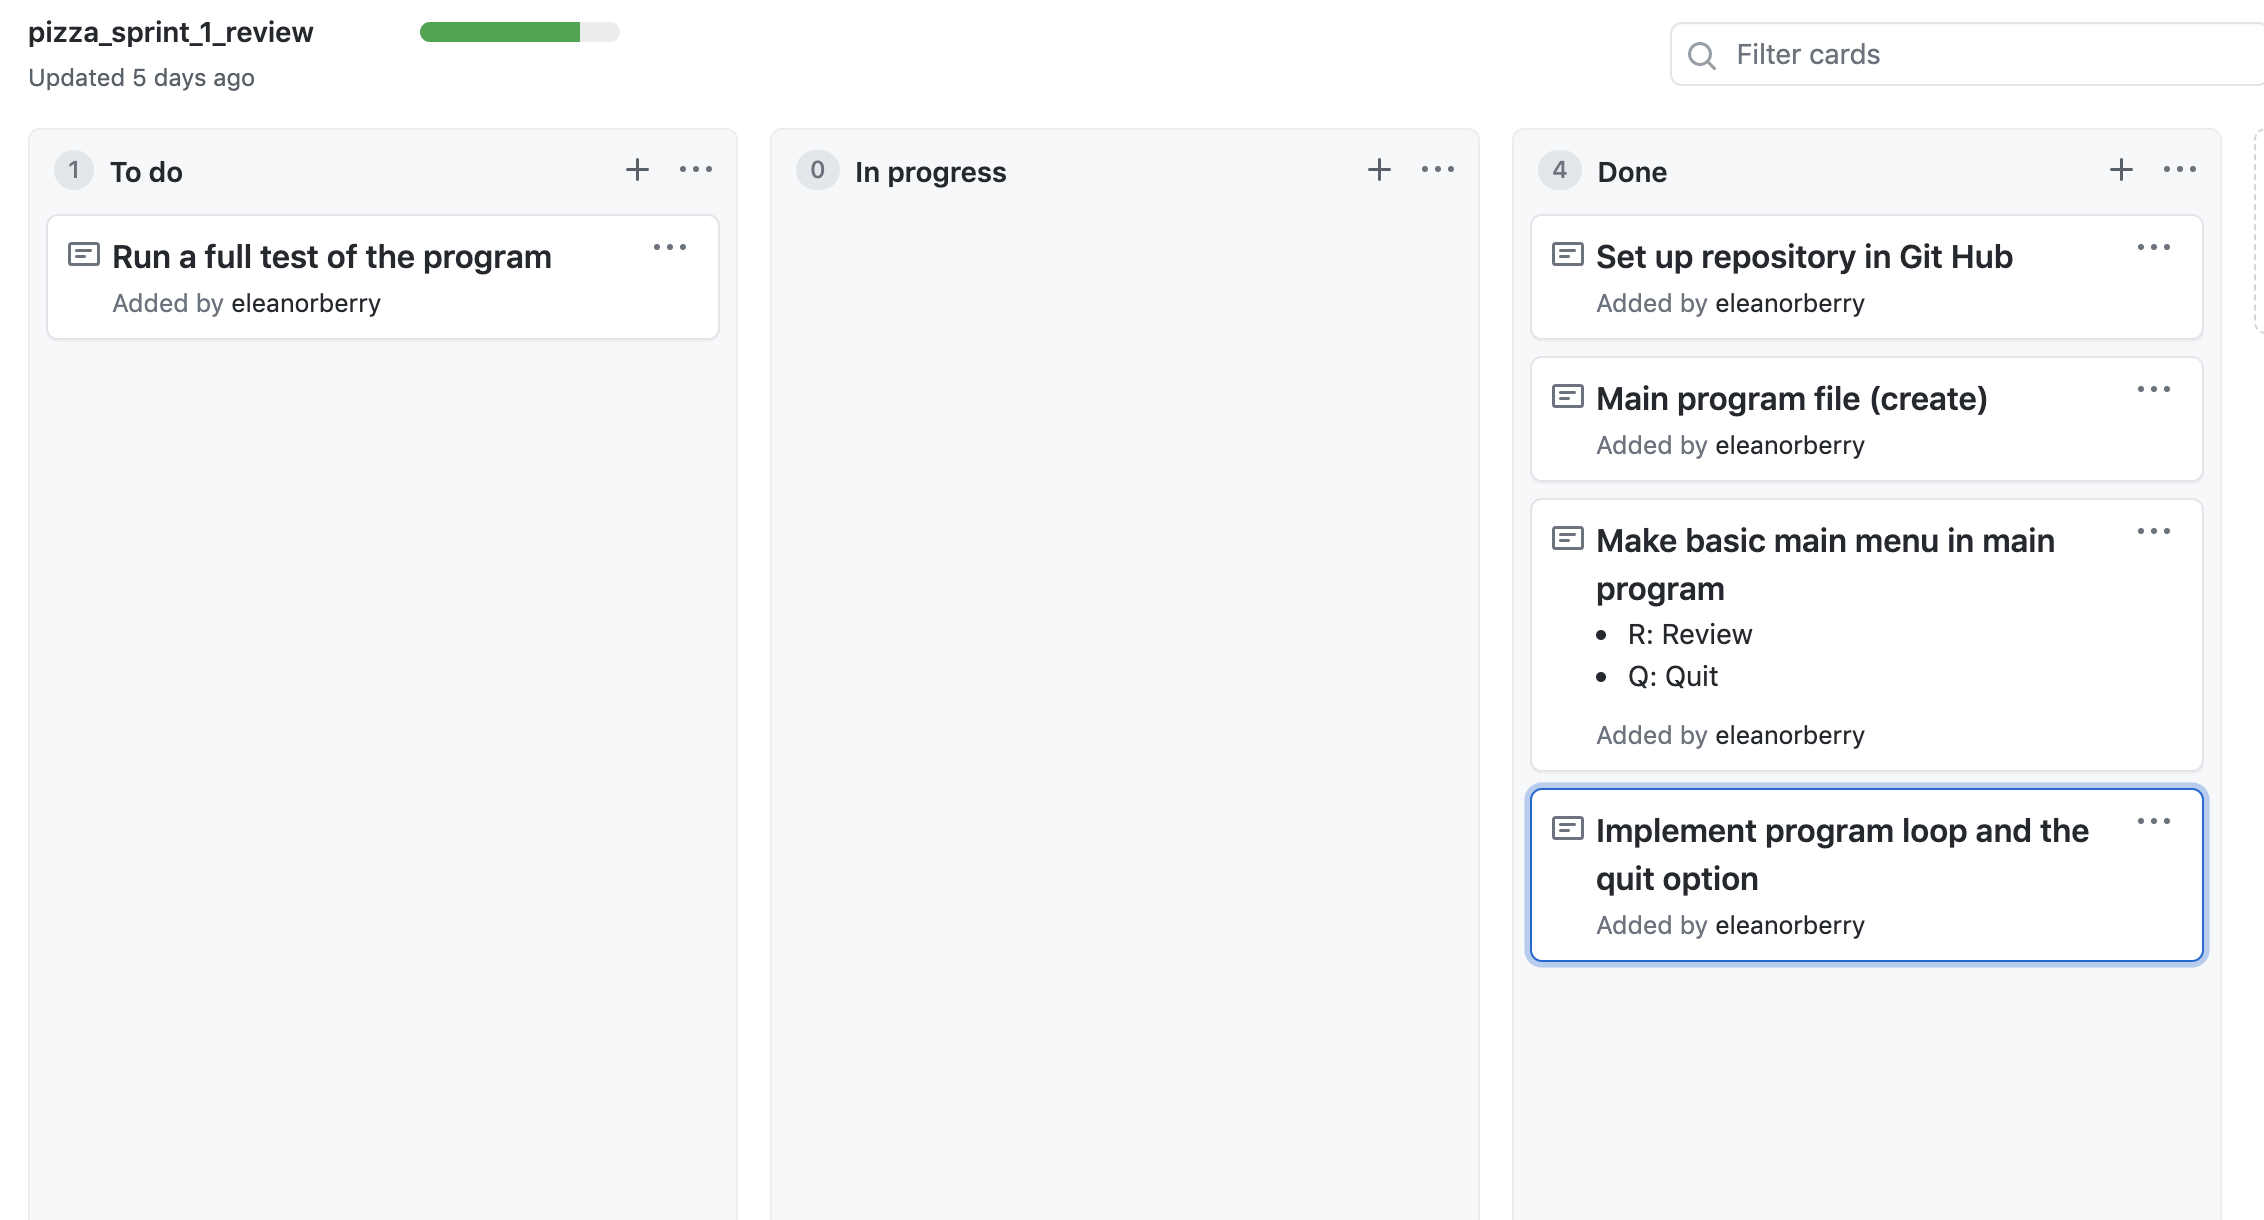 pizza_sprint_1_review
Updated 5 days ago
Filter cards
1 To do
Run a full test of the program
Added by eleanorberry
0 In progress
4 Done
Set up repository in Git Hub
Added by eleanorberry
Main program file (create)
Added by eleanorberry
Make basic main menu in main
program
• R: Review
• Q: Quit
Added by eleanorberry
Implement program loop and the
quit option
Added by eleanorberry